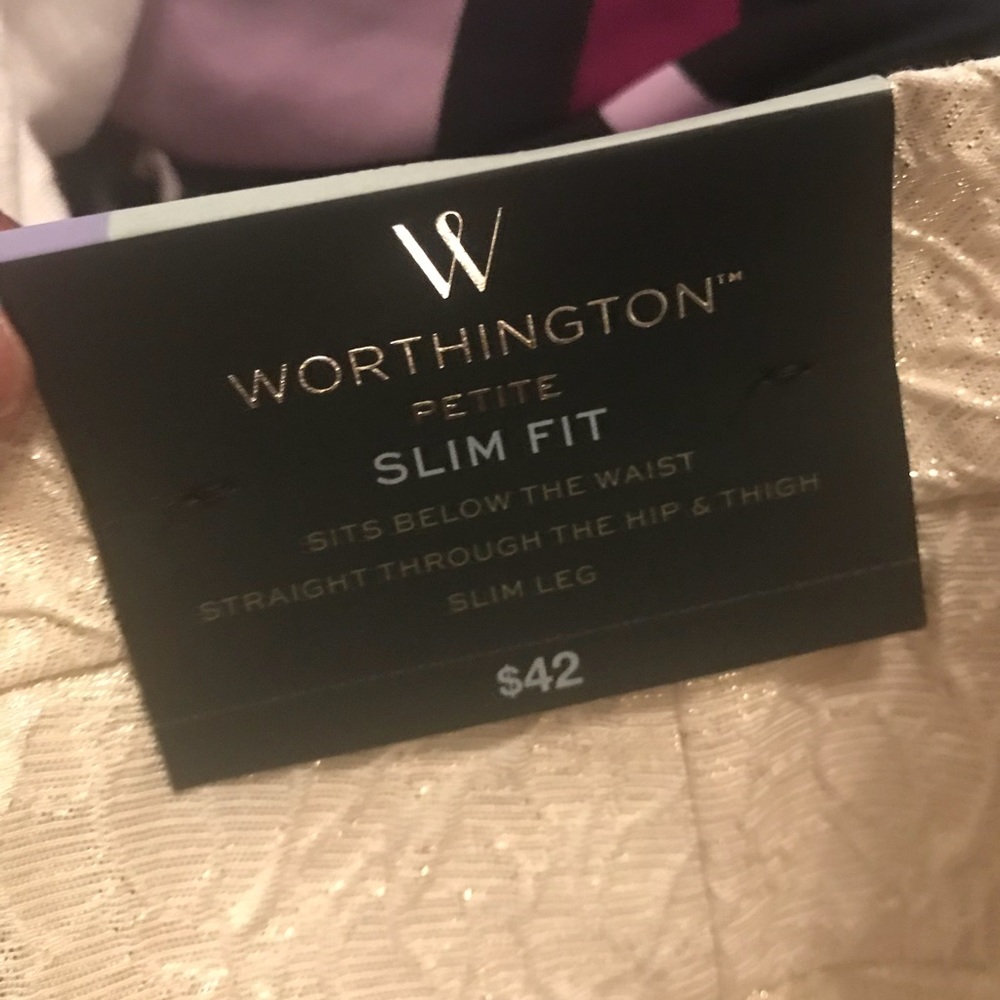 W
WORTHINGTON™
PETITE
SLIM FIT
SITS BELOW THE WAIST
STRAIGHT THROUGH THE HIP & THIGH
SLIM LEG
$42